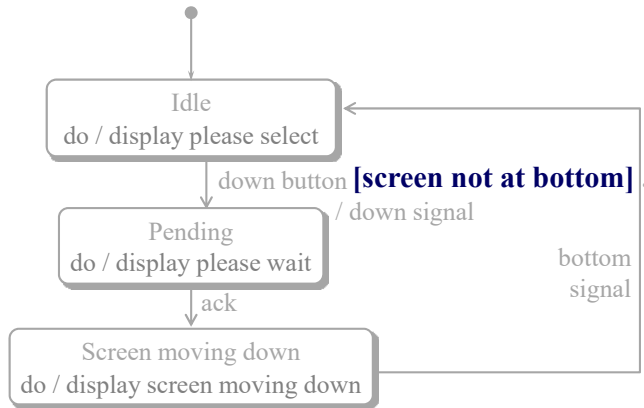 Idle
do / display please select
down button [screen not at bottom]
/ down signal
Pending
do / display please wait
bottom
signal
ack
Screen moving down
do / display screen moving down